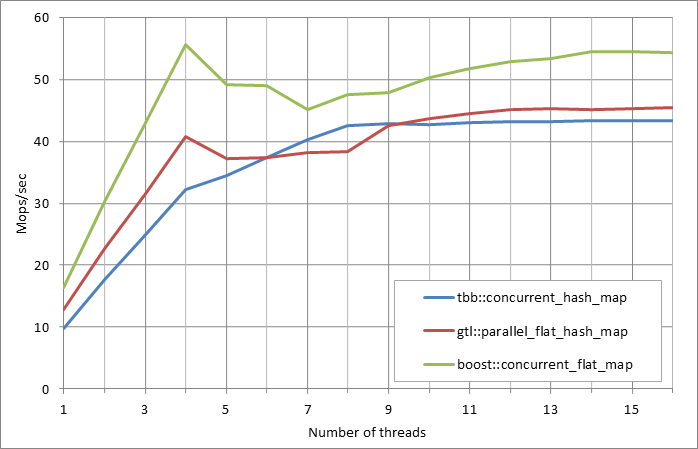 60
50
40
30
20
10
0
Mops/sec
tbb::concurrent_hash_map
gtl::parallel_flat_hash_map
boost::concurrent_flat_map
1 3 5 7 9 11 13 15
Number of threads